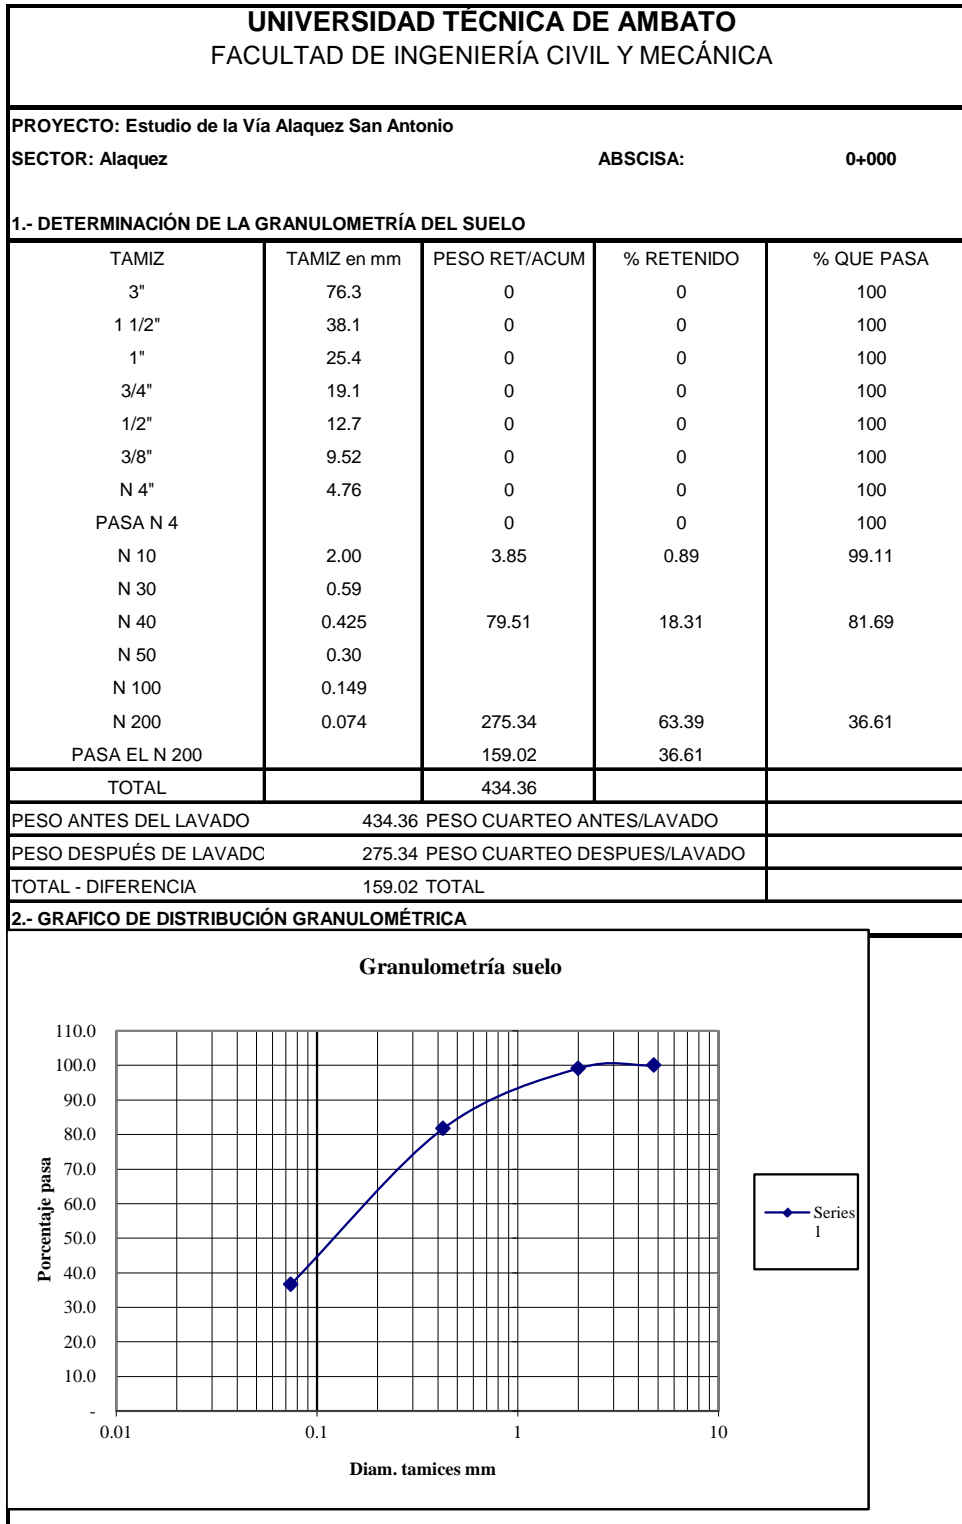 UNIVERSIDAD TÉCNICA DE AMBATO
FACULTAD DE INGENIERÍA CIVIL Y MECÁNICA
PROYECTO: Estudio de la Vía Alaquez San Antonio
SECTOR: Alaquez ABSCISA: 0+000
1.- DETERMINACIÓN DE LA GRANULOMETRÍA DEL SUELO
TAMIZ TAMIZ en mm PESO RET/ACUM % RETENIDO % QUE PASA
3" 76.3 0 0 100
1 1/2" 38.1 0 0 100
1" 25.4 0 0 100
3/4" 19.1 0 0 100
1/2" 12.7 0 0 100
3/8" 9.52 0 0 100
N 4" 4.76 0 0 100
PASA N 4 0 0 100
N 10 2.00 3.85 0.89 99.11
N 30 0.59
N 40 0.425 79.51 18.31 81.69
N 50 0.30
N 100 0.149
N 200 0.074 275.34 63.39 36.61
PASA EL N 200 159.02 36.61
TOTAL 434.36
PESO ANTES DEL LAVADO 434.36 PESO CUARTEO ANTES/LAVADO
PESO DESPUÉS DE LAVADO 275.34 PESO CUARTEO DESPUES/LAVADO
TOTAL - DIFERENCIA 159.02 TOTAL
2.- GRAFICO DE DISTRIBUCIÓN GRANULOMÉTRICA
Granulometría suelo
110.0
100.0
90.0
80.0
70.0
60.0
50.0
40.0
30.0
20.0
10.0
-
Porcentaje pasa
0.01 0.1 1 10
Diam. tamices mm
Series
1